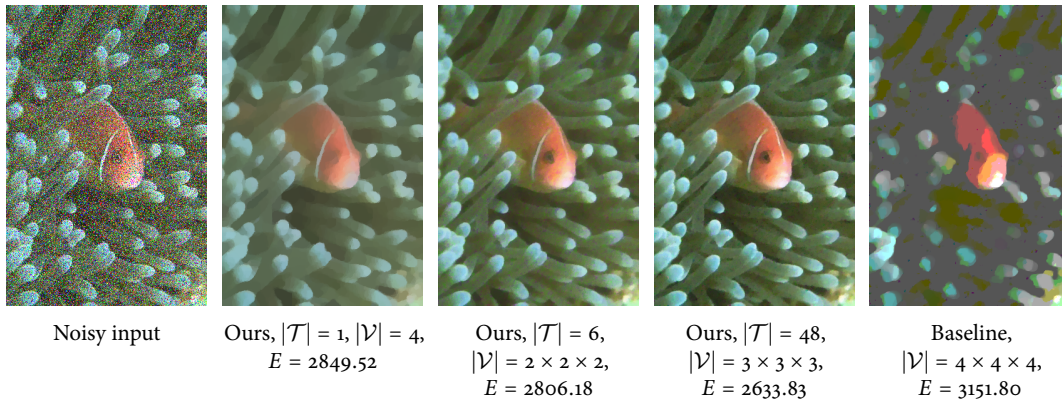 Noisy input
Ours, |𝒯| = 1, |𝒱| = 4,
E = 2849.52
Ours, |𝒯| = 6,
|𝒱| = 2 × 2 × 2,
E = 2806.18
Ours, |𝒯| = 48,
|𝒱| = 3 × 3 × 3,
E = 2633.83
Baseline,
|𝒱| = 4 × 4 × 4,
E = 3151.80